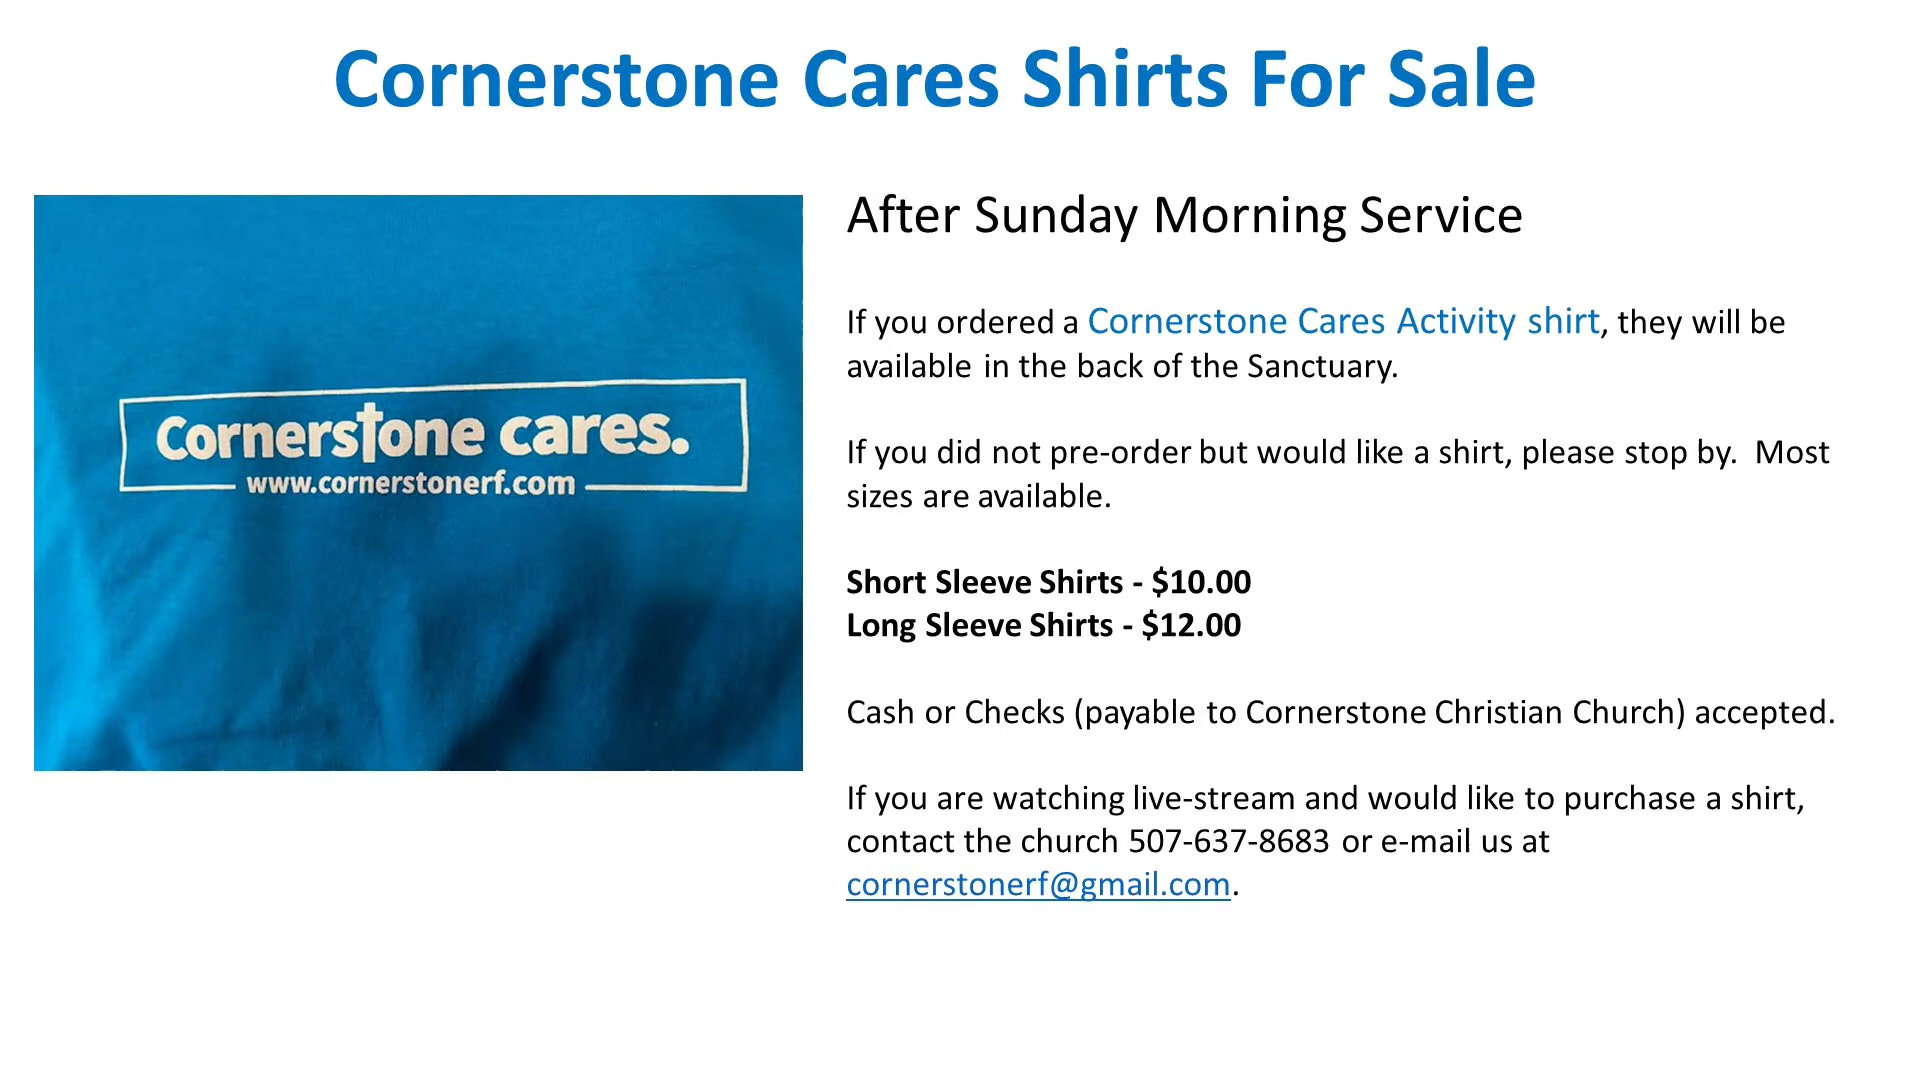 Cornerstone Cares Shirts For Sale
After Sunday Morning Service
If you ordered a Cornerstone Cares Activity shirt, they will be
available in the back of the Sanctuary.
If you did not pre-order but would like a shirt, please stop by.  Most
sizes are available.
Short Sleeve Shirts - $10.00
Long Sleeve Shirts - $12.00
Cash or Checks (payable to Cornerstone Christian Church) accepted.
If you are watching live-stream and would like to purchase a shirt,
contact the church 507-637-8683 or e-mail us at
cornerstonerf@gmail.com.
Cornerstone cares.
www.cornerstonerf.com